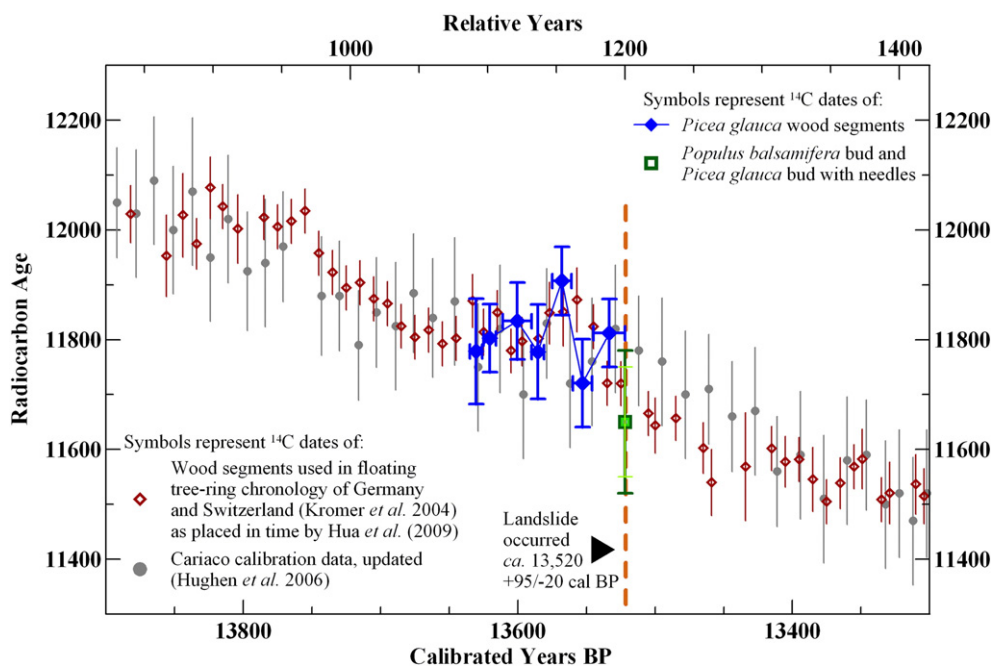 Relative Years
1000
1200
1400
12200
12000
11800
11600
11400
Radiocarbon Age
Symbols represent ¹⁴C dates of:
Picea glauca wood segments
Populus balsamifera bud and
Picea glauca bud with needles
12200
12000
11800
11600
11400
Symbols represent ¹⁴C dates of:
Wood segments used in floating
tree-ring chronology of Germany
and Switzerland (Kromer et al. 2004)
as placed in time by Hua et al. (2009)
Cariaco calibration data, updated
(Hughen et al. 2006)
Landslide
occurred
ca. 13,520
+95/-20 cal BP
13800
13600
13400
Calibrated Years BP